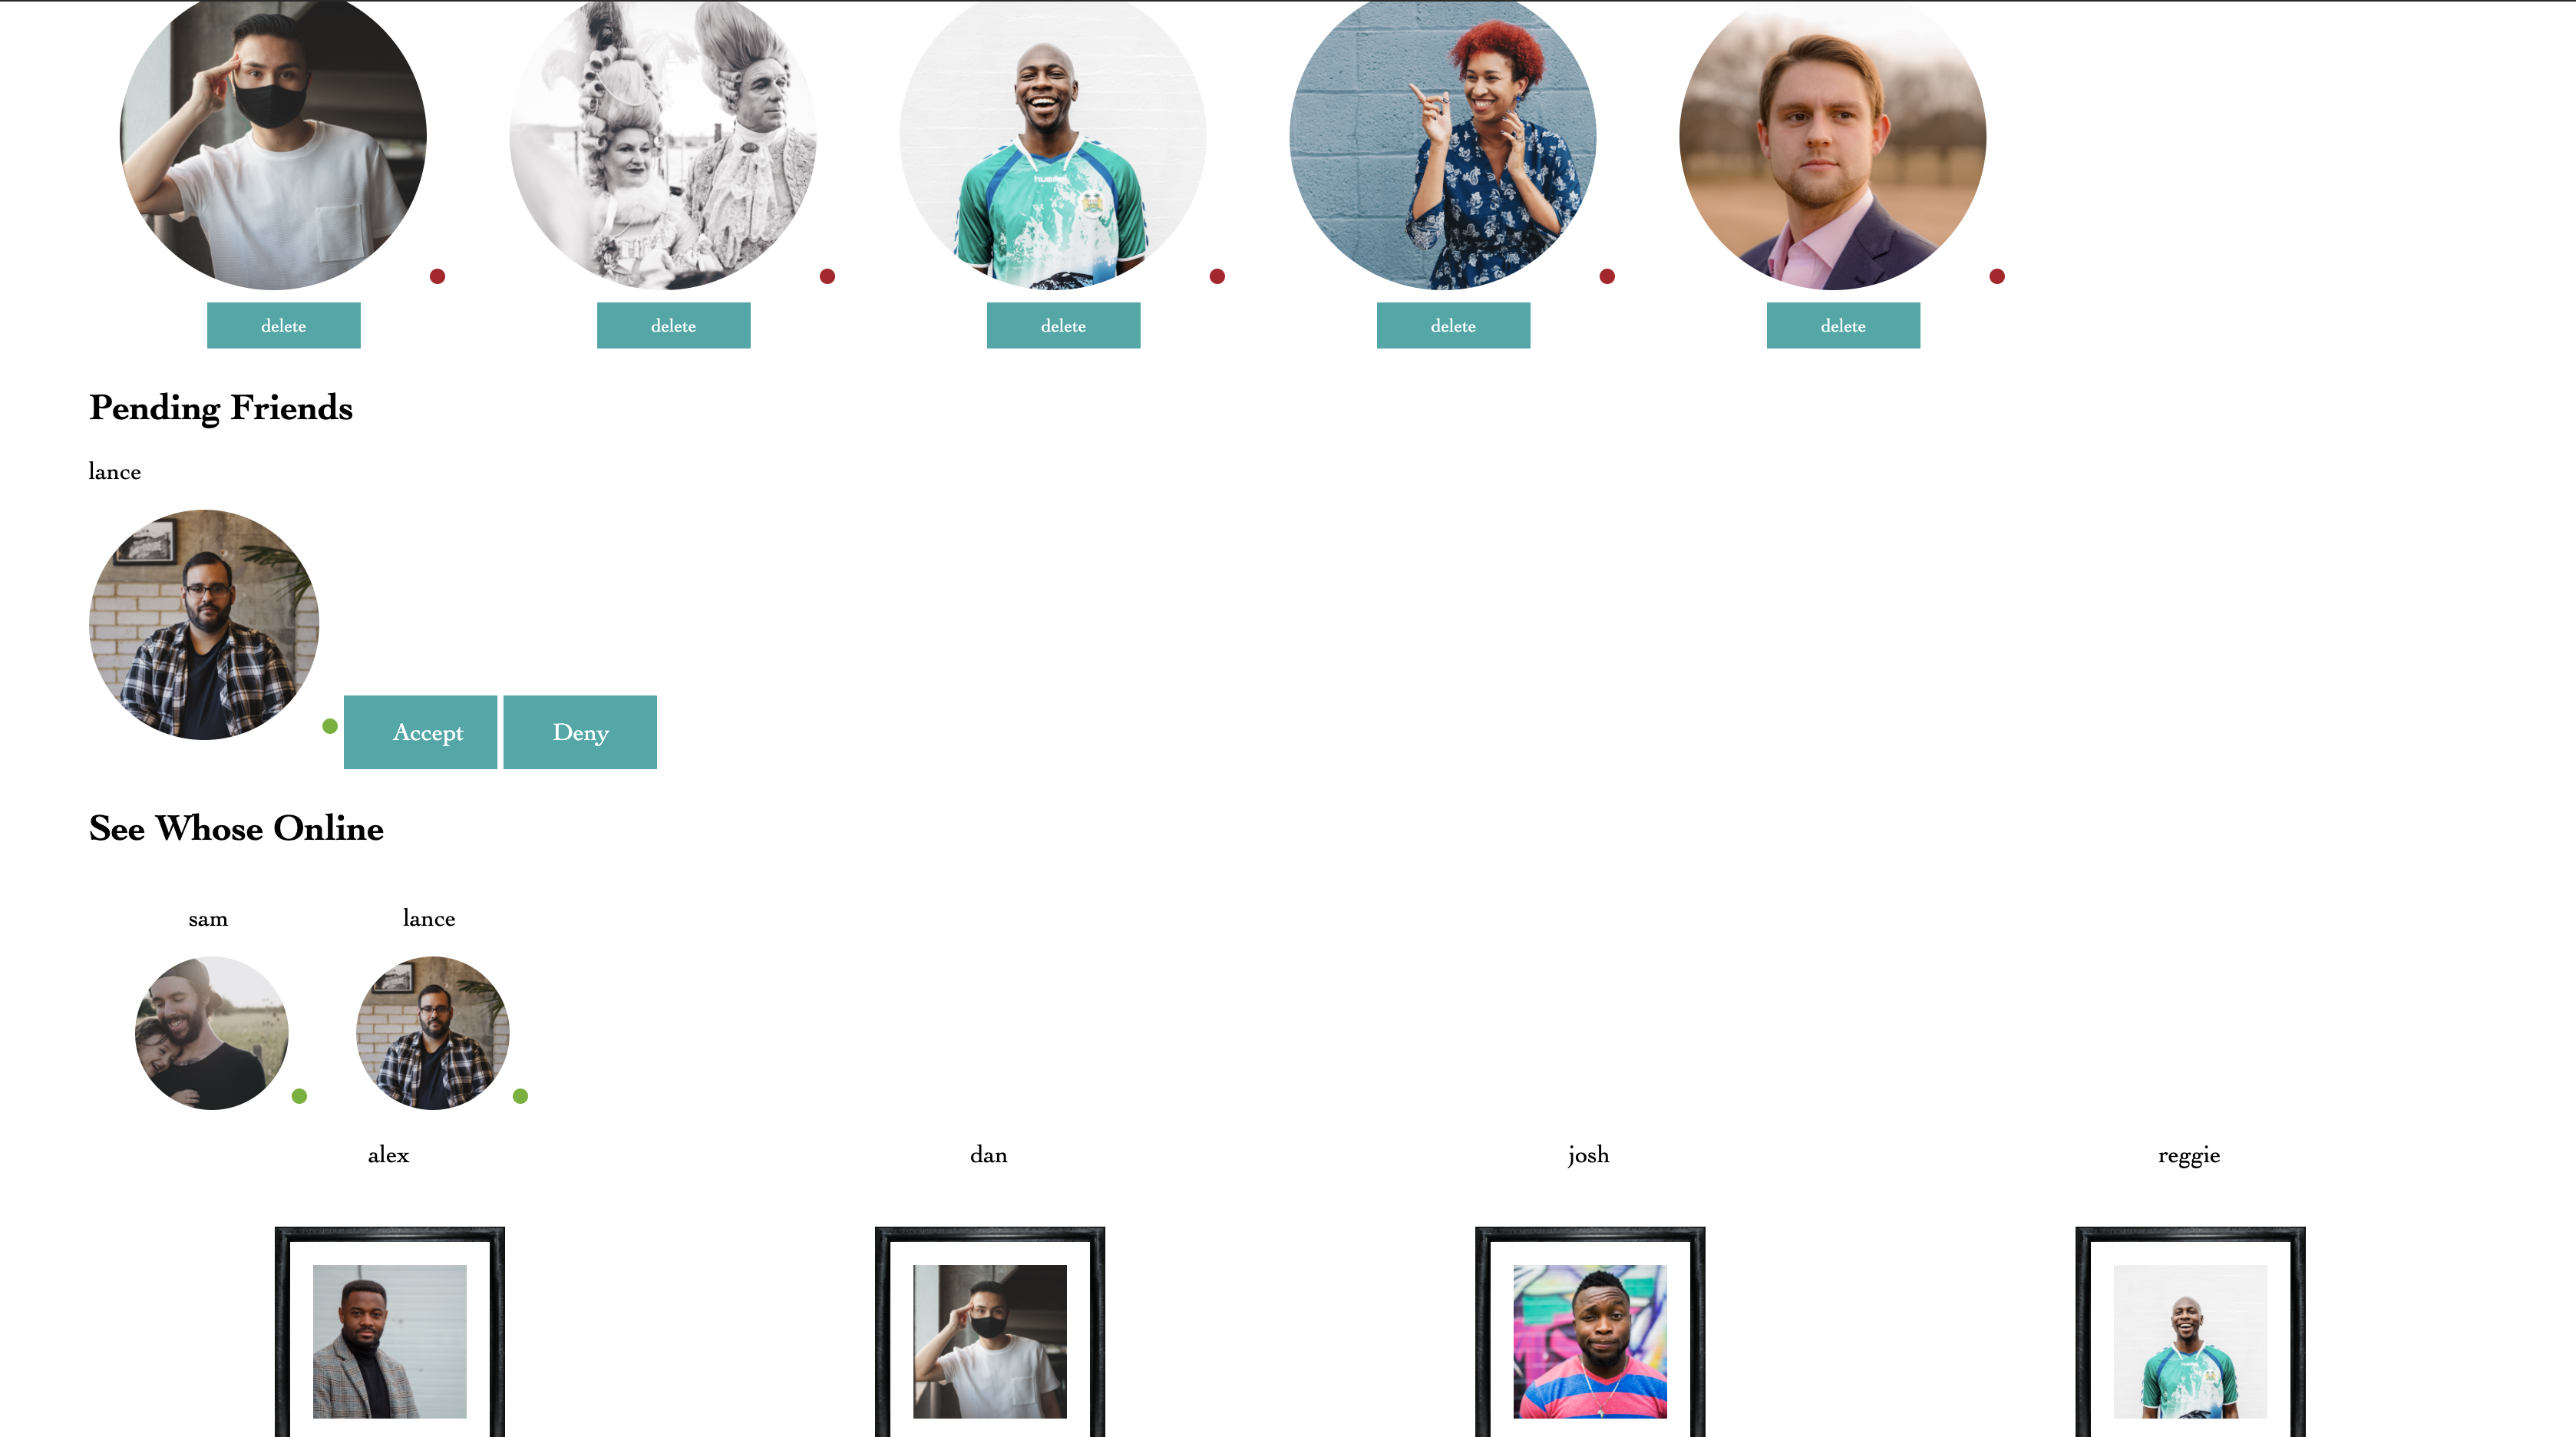 hummel
delete delete delete delete delete
Pending Friends
lance
Accept Deny
See Whose Online
sam lance
alex dan josh reggie